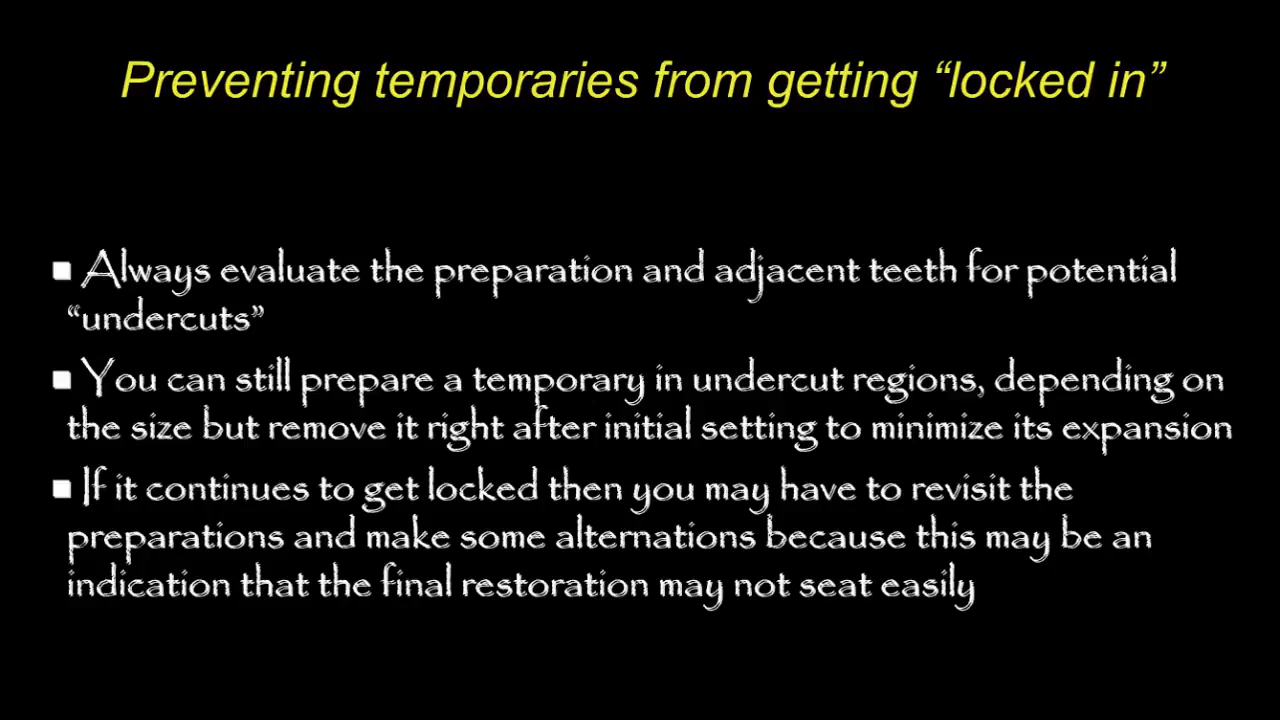 Preventing temporaries from getting “locked in”
■ Always evaluate the preparation and adjacent teeth for potential
“undercuts”
■ You can still prepare a temporary in undercut regions, depending on
the size but remove it right after initial setting to minimize its expansion
■ If it continues to get locked then you may have to revisit the
preparations and make some alternations because this may be an
indication that the final restoration may not seat easily